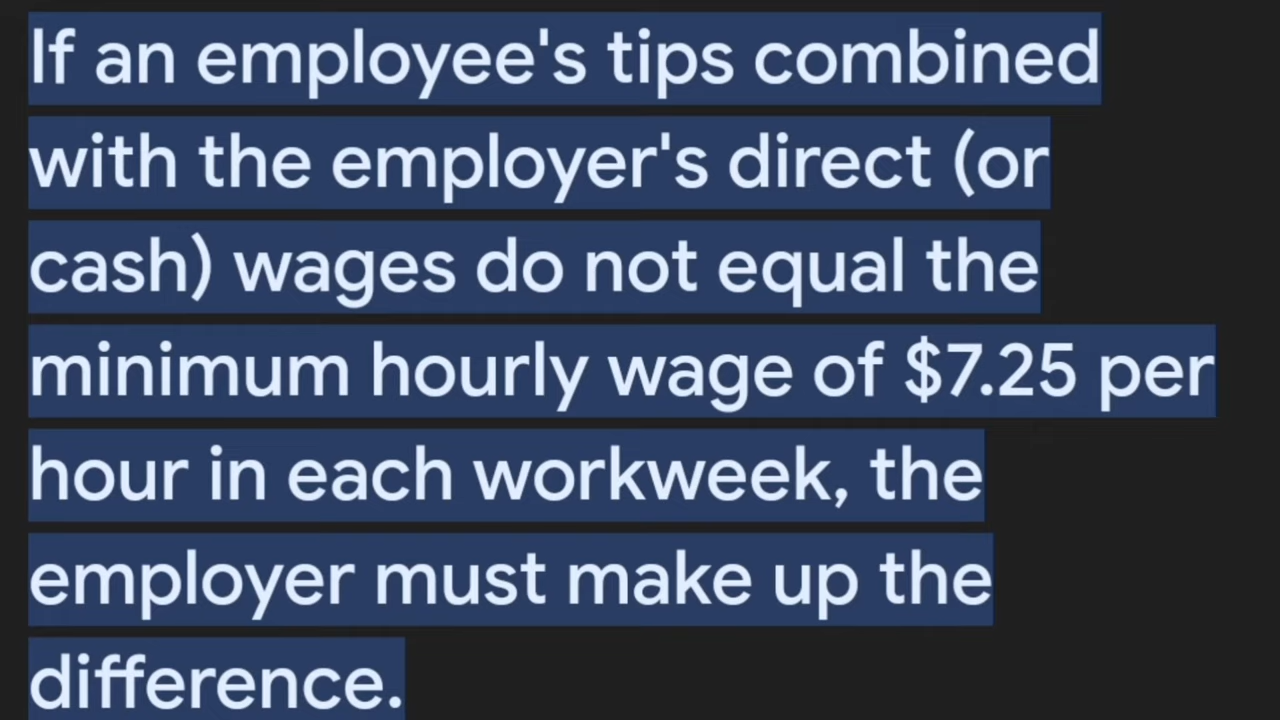 If an employee's tips combined
with the employer's direct (or
cash) wages do not equal the
minimum hourly wage of $7.25 per
hour in each workweek, the
employer must make up the
difference.